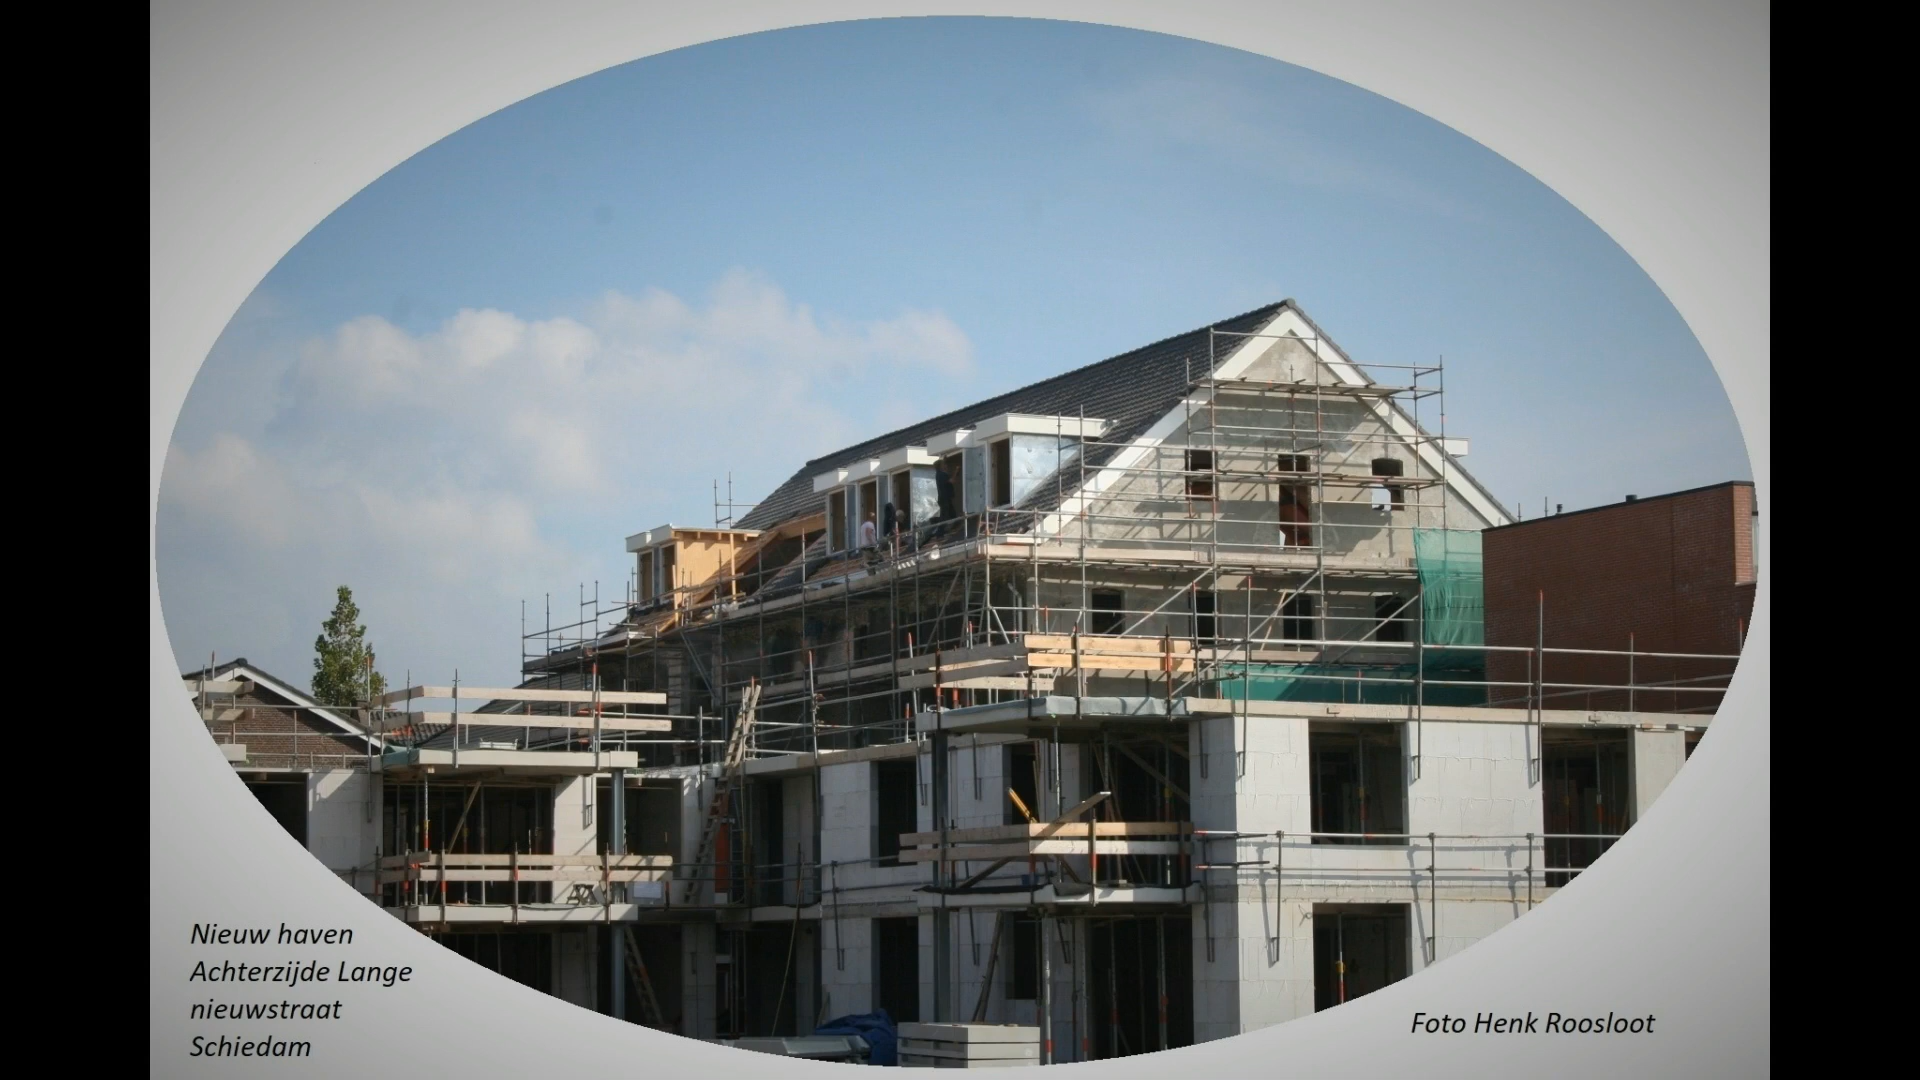 Nieuw haven
Achterzijde Lange
nieuwstraat
Schiedam
Foto Henk Roosloot